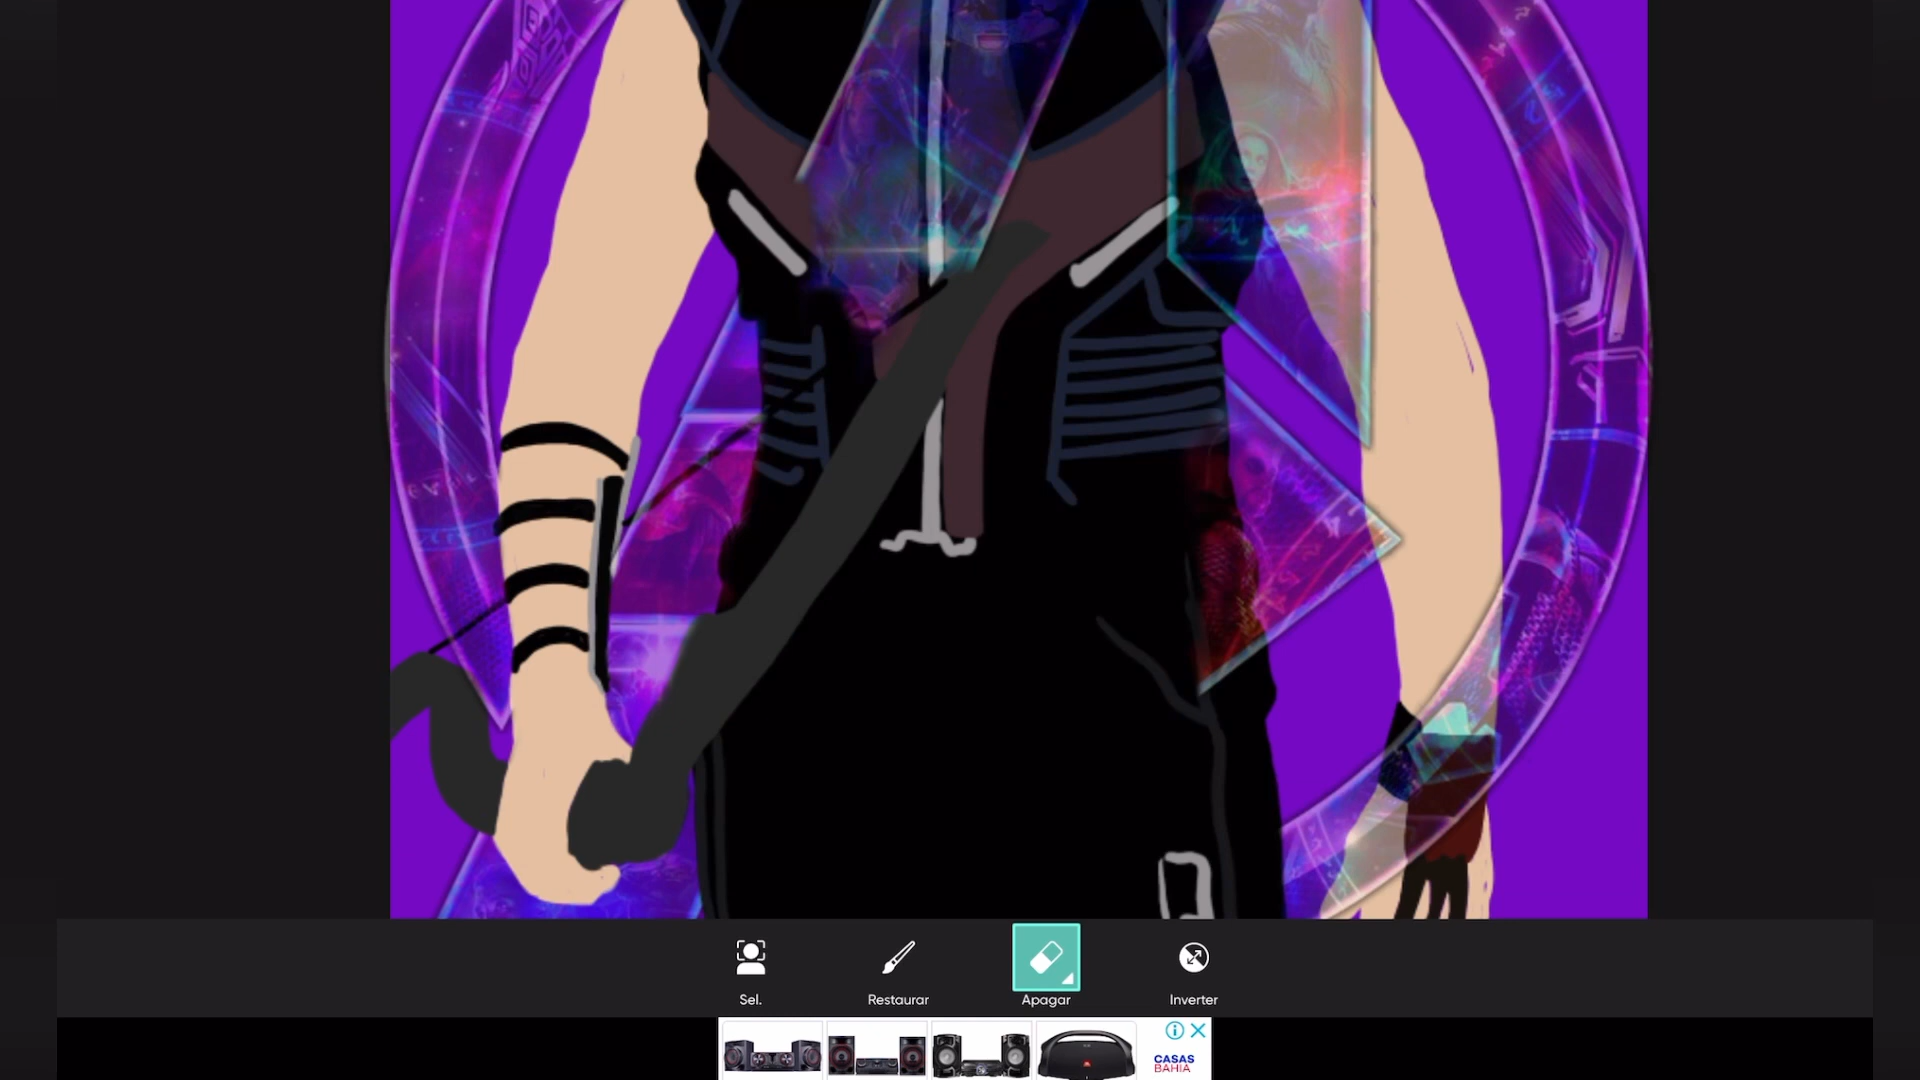 Sel.
Restaurar
Apagar
Inverter
CASAS
BAHIA